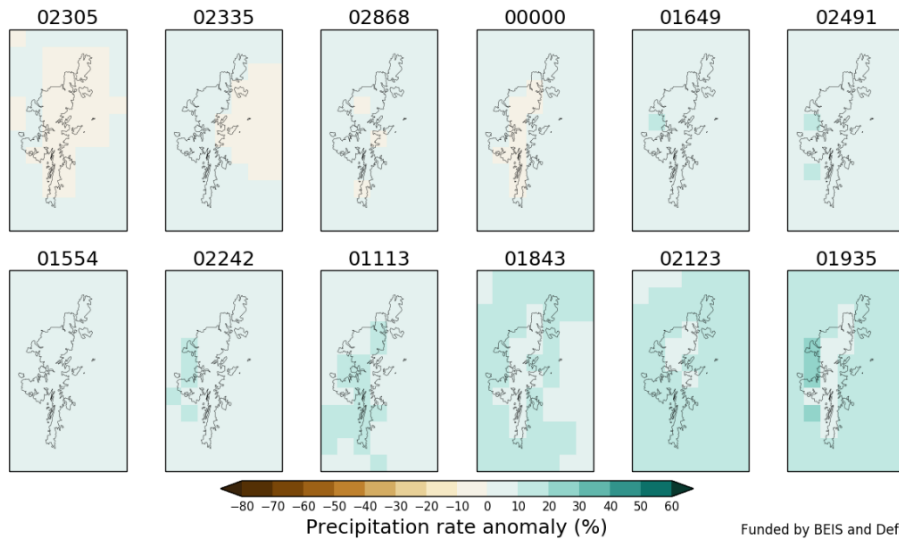 02305 02335 02868 00000 01649 02491
01554 02242 01113 01843 02123 01935
−80 −70 −60 −50 −40 −30 −20 −10 0 10 20 30 40 50 60
Precipitation rate anomaly (%)
Funded by BEIS and Def